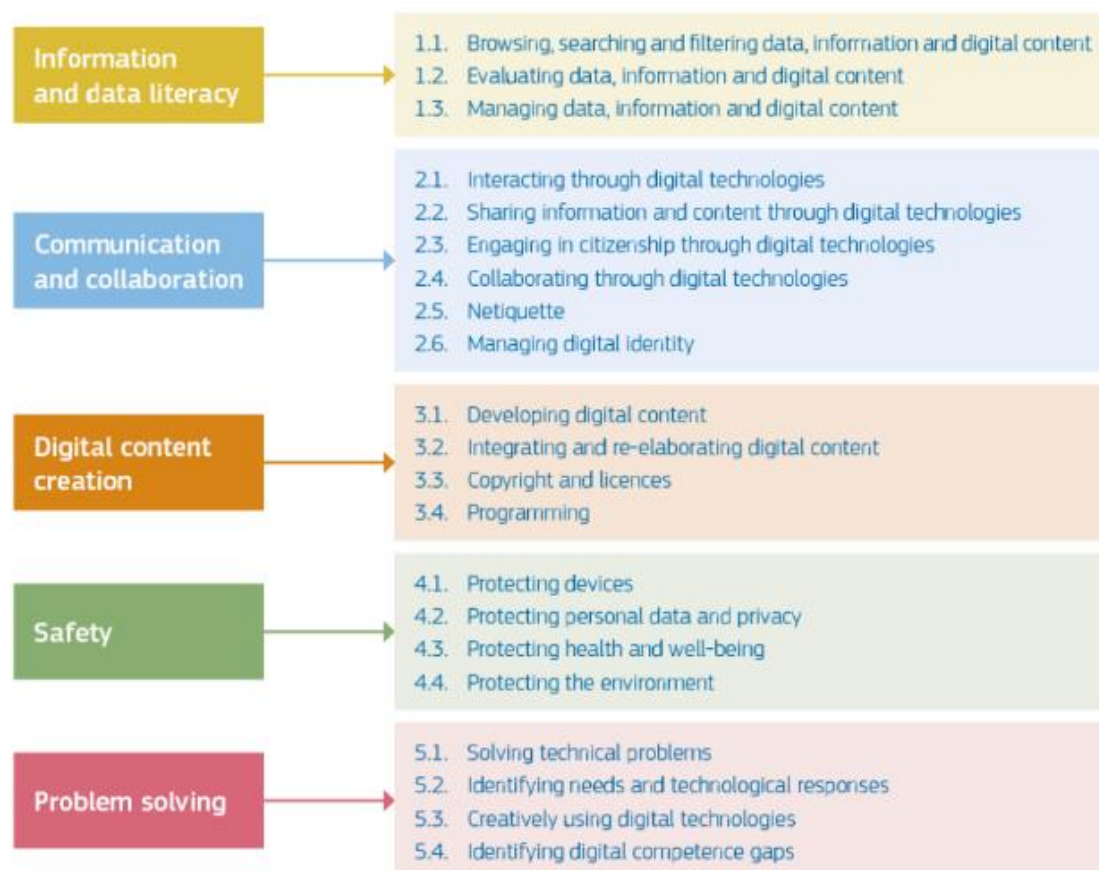 Information
and data literacy
1.1. Browsing, searching and filtering data, information and digital content
1.2. Evaluating data, information and digital content
1.3. Managing data, information and digital content
Communication
and collaboration
2.1. Interacting through digital technologies
2.2. Sharing information and content through digital technologies
2.3. Engaging in citizenship through digital technologies
2.4. Collaborating through digital technologies
2.5. Netiquette
2.6. Managing digital identity
Digital content
creation
3.1. Developing digital content
3.2. Integrating and re-elaborating digital content
3.3. Copyright and licences
3.4. Programming
Safety
4.1. Protecting devices
4.2. Protecting personal data and privacy
4.3. Protecting health and well-being
4.4. Protecting the environment
Problem solving
5.1. Solving technical problems
5.2. Identifying needs and technological responses
5.3. Creatively using digital technologies
5.4. Identifying digital competence gaps